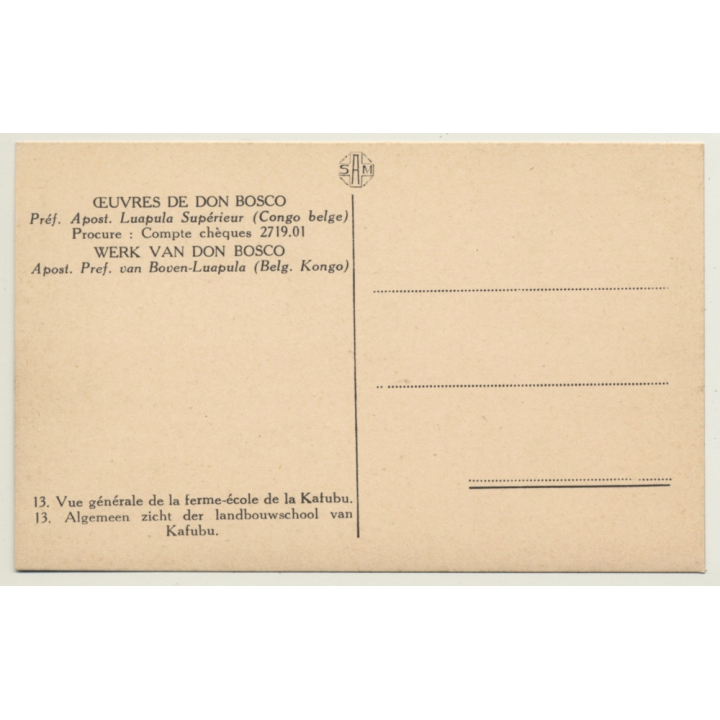 SAM
ŒUVRES DE DON BOSCO
Préf. Apost. Luapula Supérieur (Congo belge)
Procure : Compte chèques 2719.01
WERK VAN DON BOSCO
Apost. Pref. van Boven-Luapula (Belg. Kongo)
13. Vue générale de la ferme-école de la Kafubu.
13. Algemeen zicht der landbouwschool van
Kafubu.